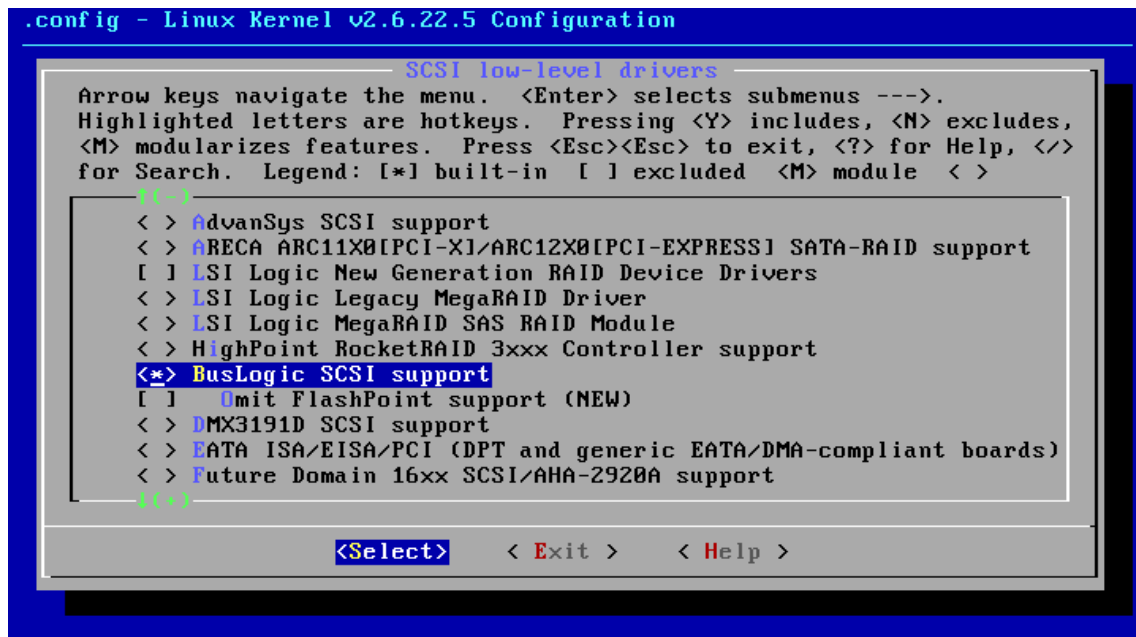 .config - Linux Kernel v2.6.22.5 Configuration
SCSI low-level drivers
Arrow keys navigate the menu.  <Enter> selects submenus --->.
Highlighted letters are hotkeys.  Pressing <Y> includes, <N> excludes,
<M> modularizes features.  Press <Esc><Esc> to exit, <?> for Help, </>
for Search.  Legend: [*] built-in  [ ] excluded  <M> module  < >
↑(-)
< > AdvanSys SCSI support
< > ARECA ARC11X0[PCI-X]/ARC12X0[PCI-EXPRESS] SATA-RAID support
[ ] LSI Logic New Generation RAID Device Drivers
< > LSI Logic Legacy MegaRAID Driver
< > LSI Logic MegaRAID SAS RAID Module
< > HighPoint RocketRAID 3xxx Controller support
<*> BusLogic SCSI support
[ ]   Omit FlashPoint support (NEW)
< > DMX3191D SCSI support
< > EATA ISA/EISA/PCI (DPT and generic EATA/DMA-compliant boards)
< > Future Domain 16xx SCSI/AHA-2920A support
↓(+)
<Select>    < Exit >    < Help >